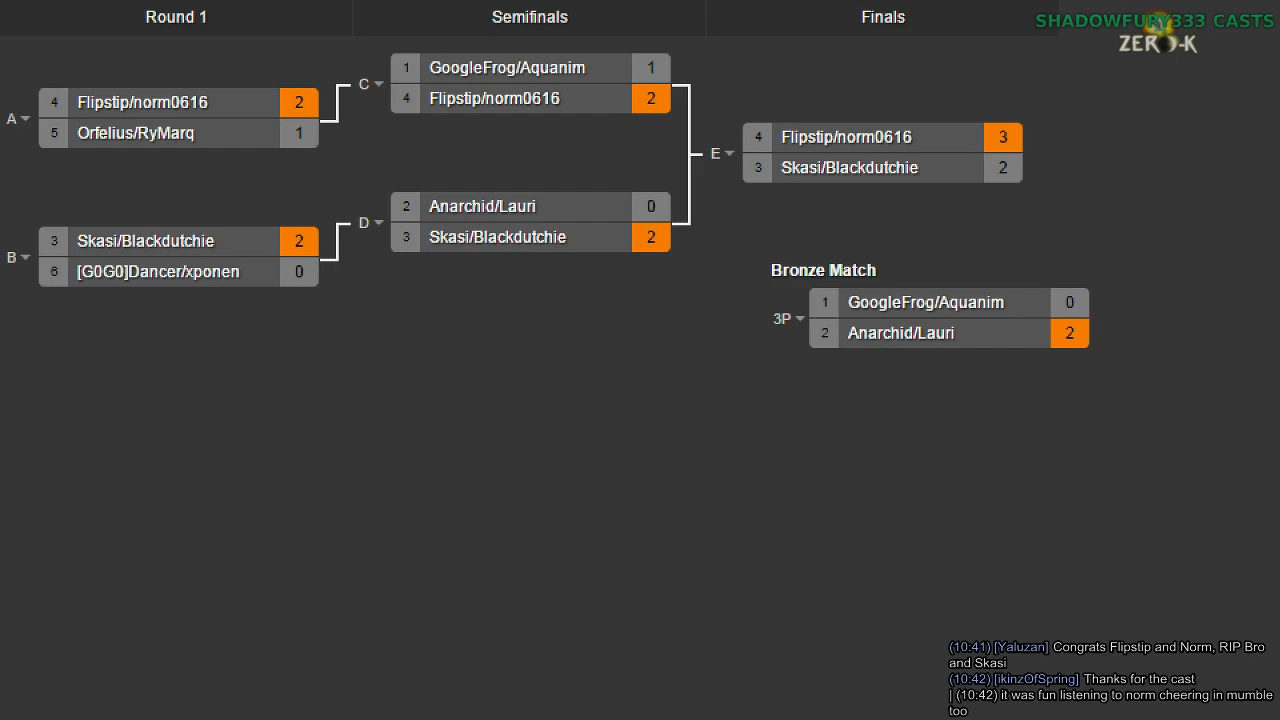 Round 1
Semifinals
Finals
SHADOWFURY333 CASTS
ZERO-K
A
4 Flipstip/norm0616 2
5 Orfelius/RyMarq 1
B
3 Skasi/Blackdutchie 2
6 [G0G0]Dancer/xponen 0
C
1 GoogleFrog/Aquanim 1
4 Flipstip/norm0616 2
D
2 Anarchid/Lauri 0
3 Skasi/Blackdutchie 2
E
4 Flipstip/norm0616 3
3 Skasi/Blackdutchie 2
Bronze Match
3P
1 GoogleFrog/Aquanim 0
2 Anarchid/Lauri 2
(10:41) [Yaluzan] Congrats Flipstip and Norm, RIP Bro
and Skasi
(10:42) [ikinzOfSpring] Thanks for the cast
| (10:42) it was fun listening to norm cheering in mumble
too